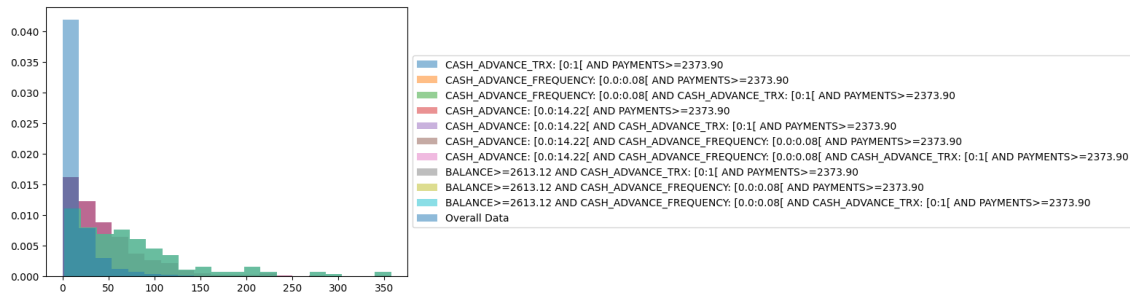 0.040
0.035
0.030
0.025
0.020
0.015
0.010
0.005
0.000
0 50 100 150 200 250 300 350
CASH_ADVANCE_TRX: [0:1[ AND PAYMENTS>=2373.90
CASH_ADVANCE_FREQUENCY: [0.0:0.08[ AND PAYMENTS>=2373.90
CASH_ADVANCE_FREQUENCY: [0.0:0.08[ AND CASH_ADVANCE_TRX: [0:1[ AND PAYMENTS>=2373.90
CASH_ADVANCE: [0.0:14.22[ AND PAYMENTS>=2373.90
CASH_ADVANCE: [0.0:14.22[ AND CASH_ADVANCE_TRX: [0:1[ AND PAYMENTS>=2373.90
CASH_ADVANCE: [0.0:14.22[ AND CASH_ADVANCE_FREQUENCY: [0.0:0.08[ AND PAYMENTS>=2373.90
CASH_ADVANCE: [0.0:14.22[ AND CASH_ADVANCE_FREQUENCY: [0.0:0.08[ AND CASH_ADVANCE_TRX: [0:1[ AND PAYMENTS>=2373.90
BALANCE>=2613.12 AND CASH_ADVANCE_TRX: [0:1[ AND PAYMENTS>=2373.90
BALANCE>=2613.12 AND CASH_ADVANCE_FREQUENCY: [0.0:0.08[ AND PAYMENTS>=2373.90
BALANCE>=2613.12 AND CASH_ADVANCE_FREQUENCY: [0.0:0.08[ AND CASH_ADVANCE_TRX: [0:1[ AND PAYMENTS>=2373.90
Overall Data